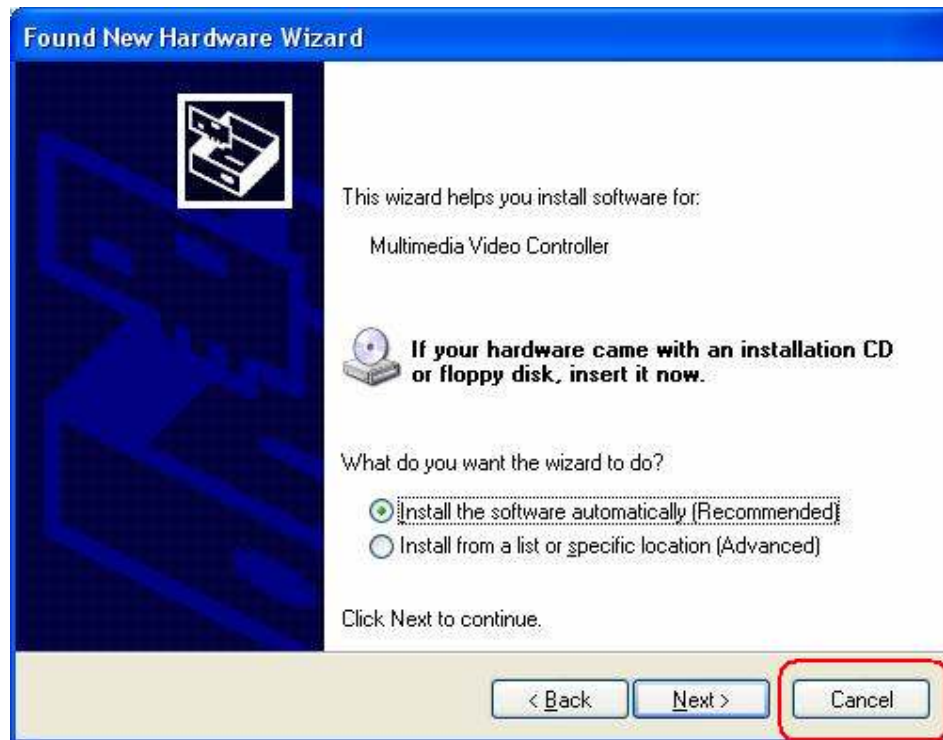 Found New Hardware Wizard
This wizard helps you install software for:
Multimedia Video Controller
If your hardware came with an installation CD
or floppy disk, insert it now.
What do you want the wizard to do?
Install the software automatically (Recommended)
Install from a list or specific location (Advanced)
Click Next to continue.
< Back Next > Cancel